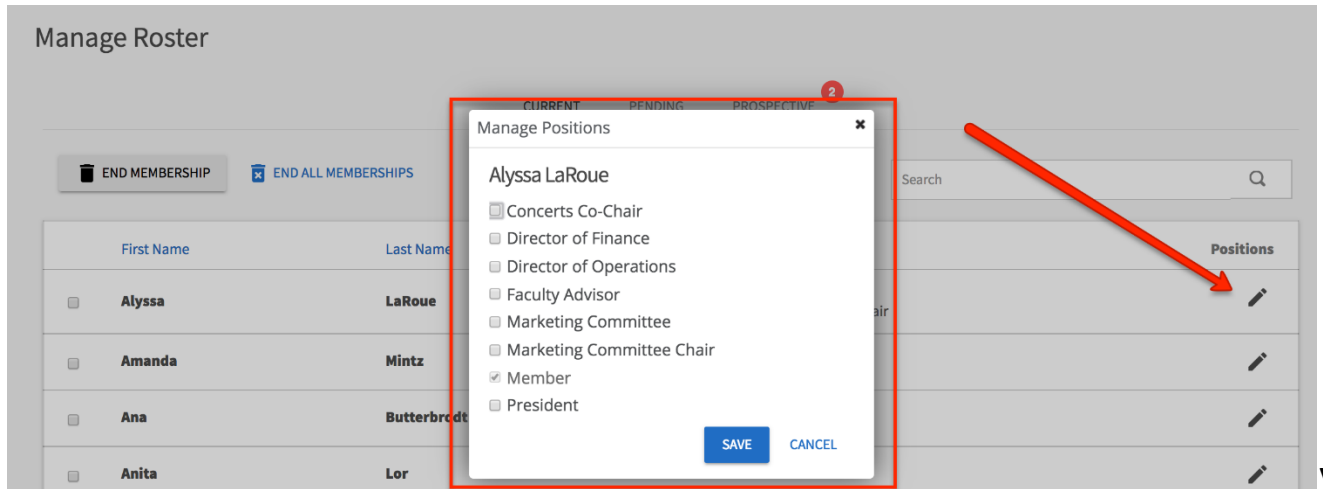 Manage Roster
CURRENT PENDING PROSPECTIVE 2
Manage Positions
END MEMBERSHIP END ALL MEMBERSHIPS
Search
Alyssa LaRoue
Concerts Co-Chair
Director of Finance
Director of Operations
Faculty Advisor
Marketing Committee
Marketing Committee Chair
Member
President
SAVE CANCEL
First Name Last Name Positions
Alyssa LaRoue air
Amanda Mintz
Ana Butterbrodt
Anita Lor